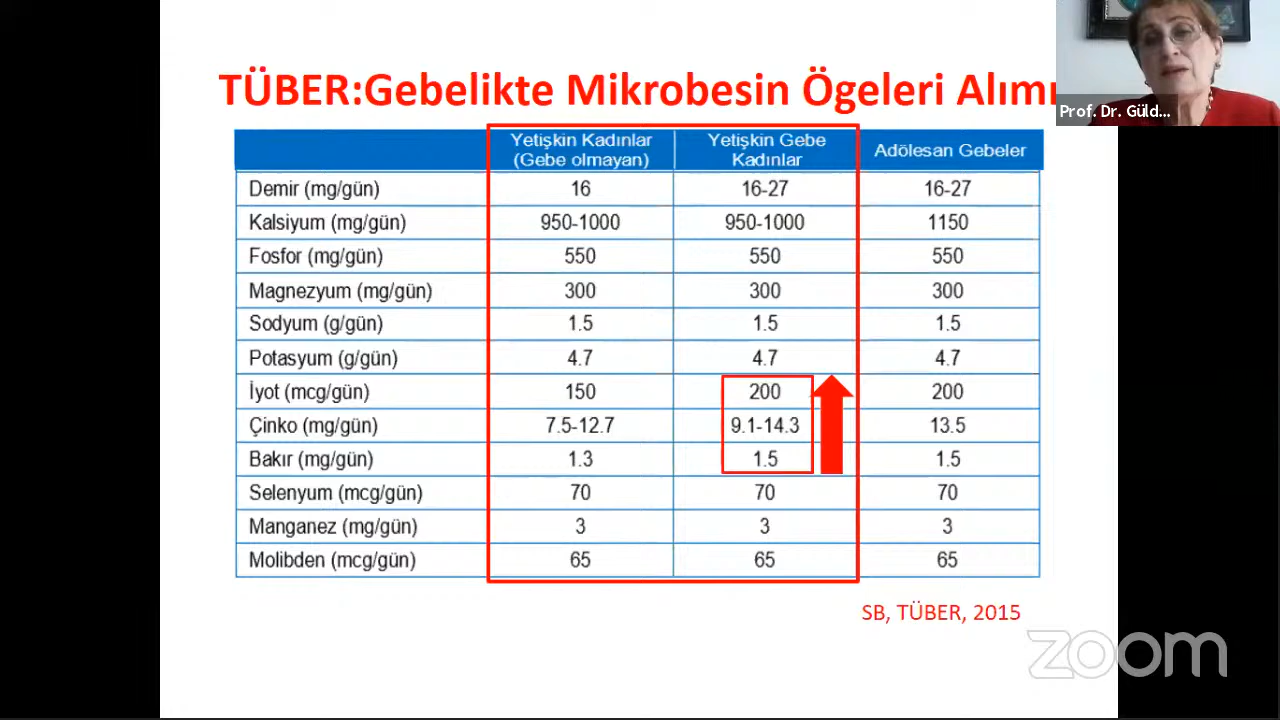 TÜBER:Gebelikte Mikrobesin Ögeleri Alımı
Prof. Dr. Güld...
Yetişkin Kadınlar (Gebe olmayan) Yetişkin Gebe Kadınlar Adölesan Gebeler
Demir (mg/gün) 16 16-27 16-27
Kalsiyum (mg/gün) 950-1000 950-1000 1150
Fosfor (mg/gün) 550 550 550
Magnezyum (mg/gün) 300 300 300
Sodyum (g/gün) 1.5 1.5 1.5
Potasyum (g/gün) 4.7 4.7 4.7
İyot (mcg/gün) 150 200 200
Çinko (mg/gün) 7.5-12.7 9.1-14.3 13.5
Bakır (mg/gün) 1.3 1.5 1.5
Selenyum (mcg/gün) 70 70 70
Manganez (mg/gün) 3 3 3
Molibden (mcg/gün) 65 65 65
SB, TÜBER, 2015
zoom